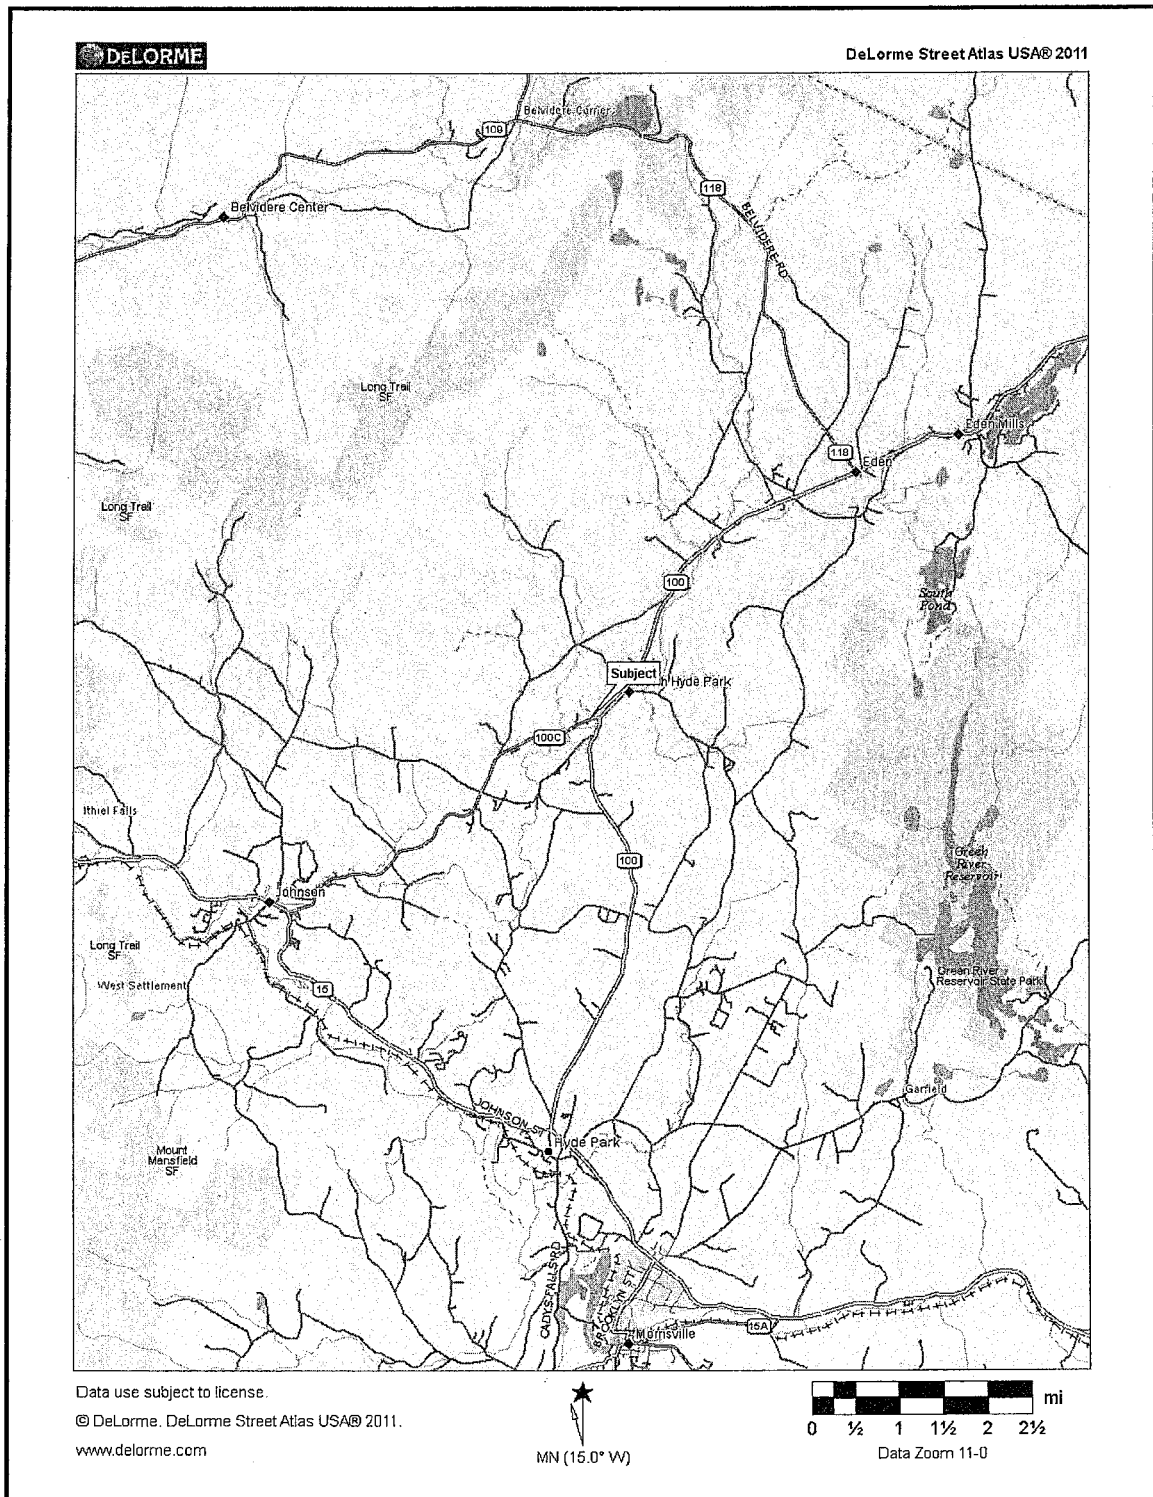 DELORME
DeLorme Street Atlas USA® 2011
Belvidere Corner
109
118
Belvidere Center
BELVIDERE RD
Long Trail
SF
Eden Mills
118
Eden
Long Trail
SF
100
South
Pond
Subject
h Hyde Park
100C
Ithiel Falls
100
Green
River
Reservoir
Johnson
Long Trail
SF
West Settlement
Green River
Reservoir State Park
15
Garfield
JOHNSON ST
Hyde Park
Mount
Mansfield
SF
CADYS FALLS RD
BROOKLYN ST
15A
Morrisville
Data use subject to license.
© DeLorme. DeLorme Street Atlas USA® 2011.
www.delorme.com
MN (15.0° W)
mi
0 ½ 1 1½ 2 2½
Data Zoom 11-0